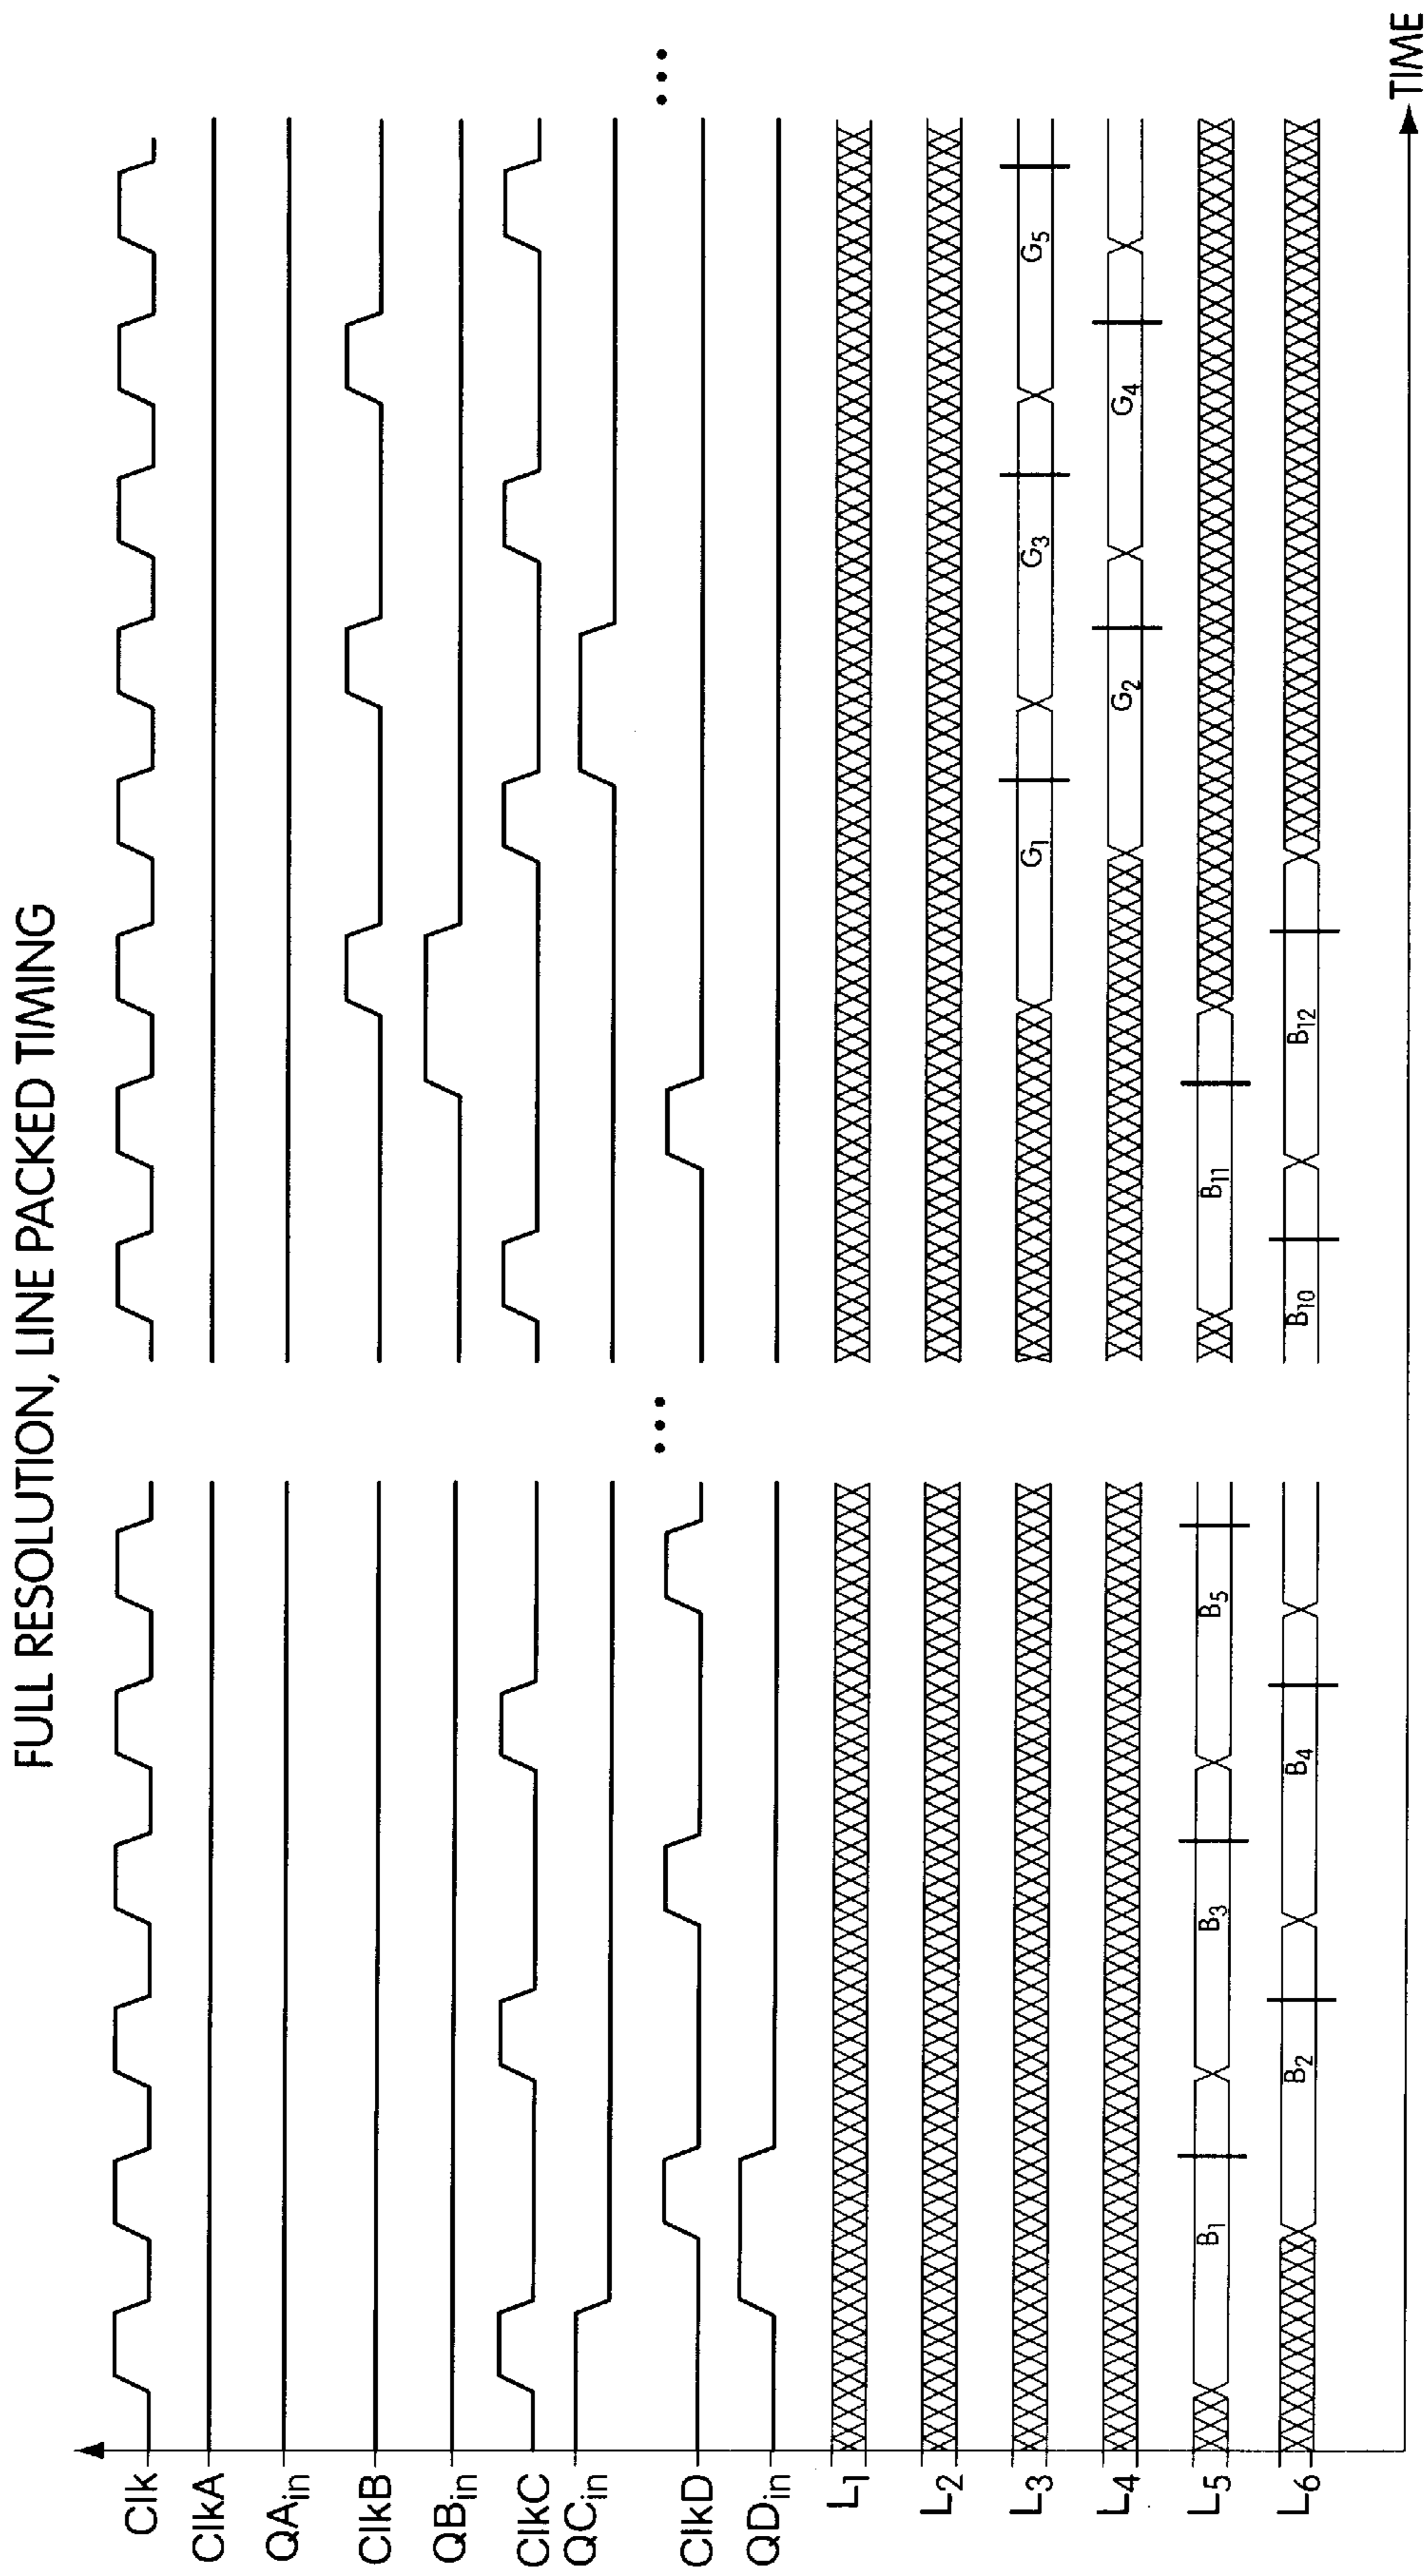 FULL RESOLUTION, LINE PACKED TIMING
Clk
ClkA
QAin
ClkB
QBin
ClkC
QCin
ClkD
QDin
... ...
L1
L2
L3 G1 G3 G5
L4 G2 G4
L5 B1 B3 B5 B11
L6 B2 B4 B10 B12
TIME